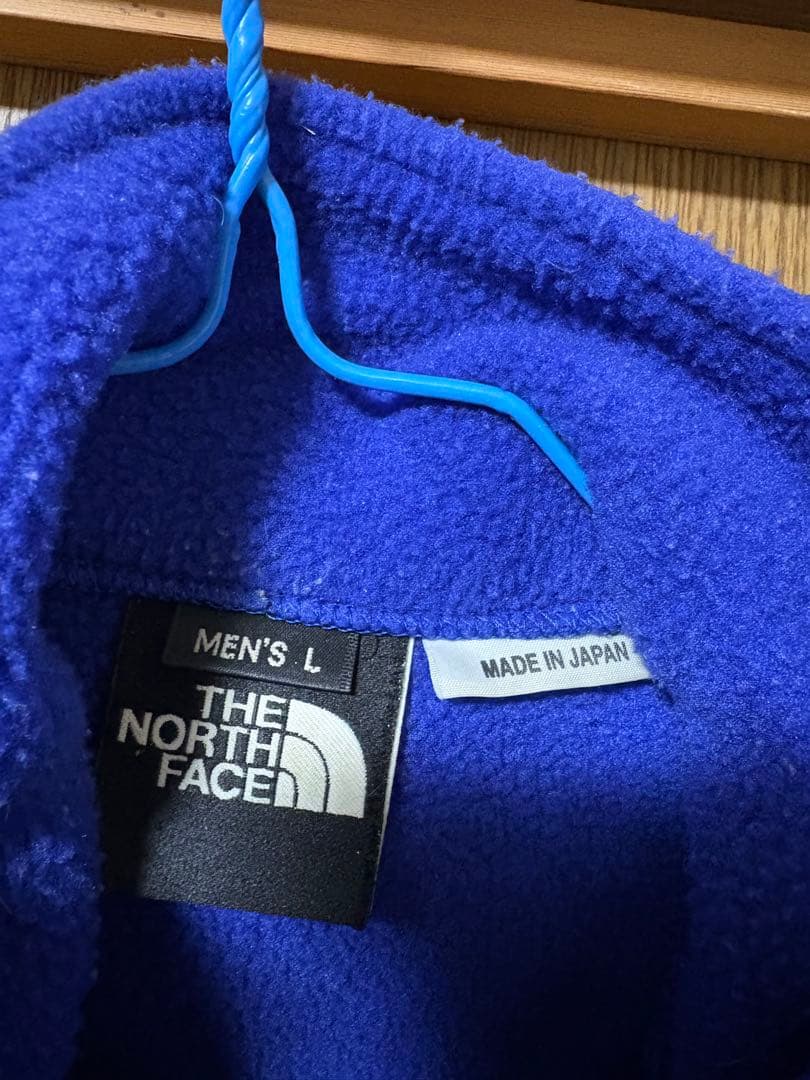 MEN'S L
THE
NORTH
FACE
MADE IN JAPAN